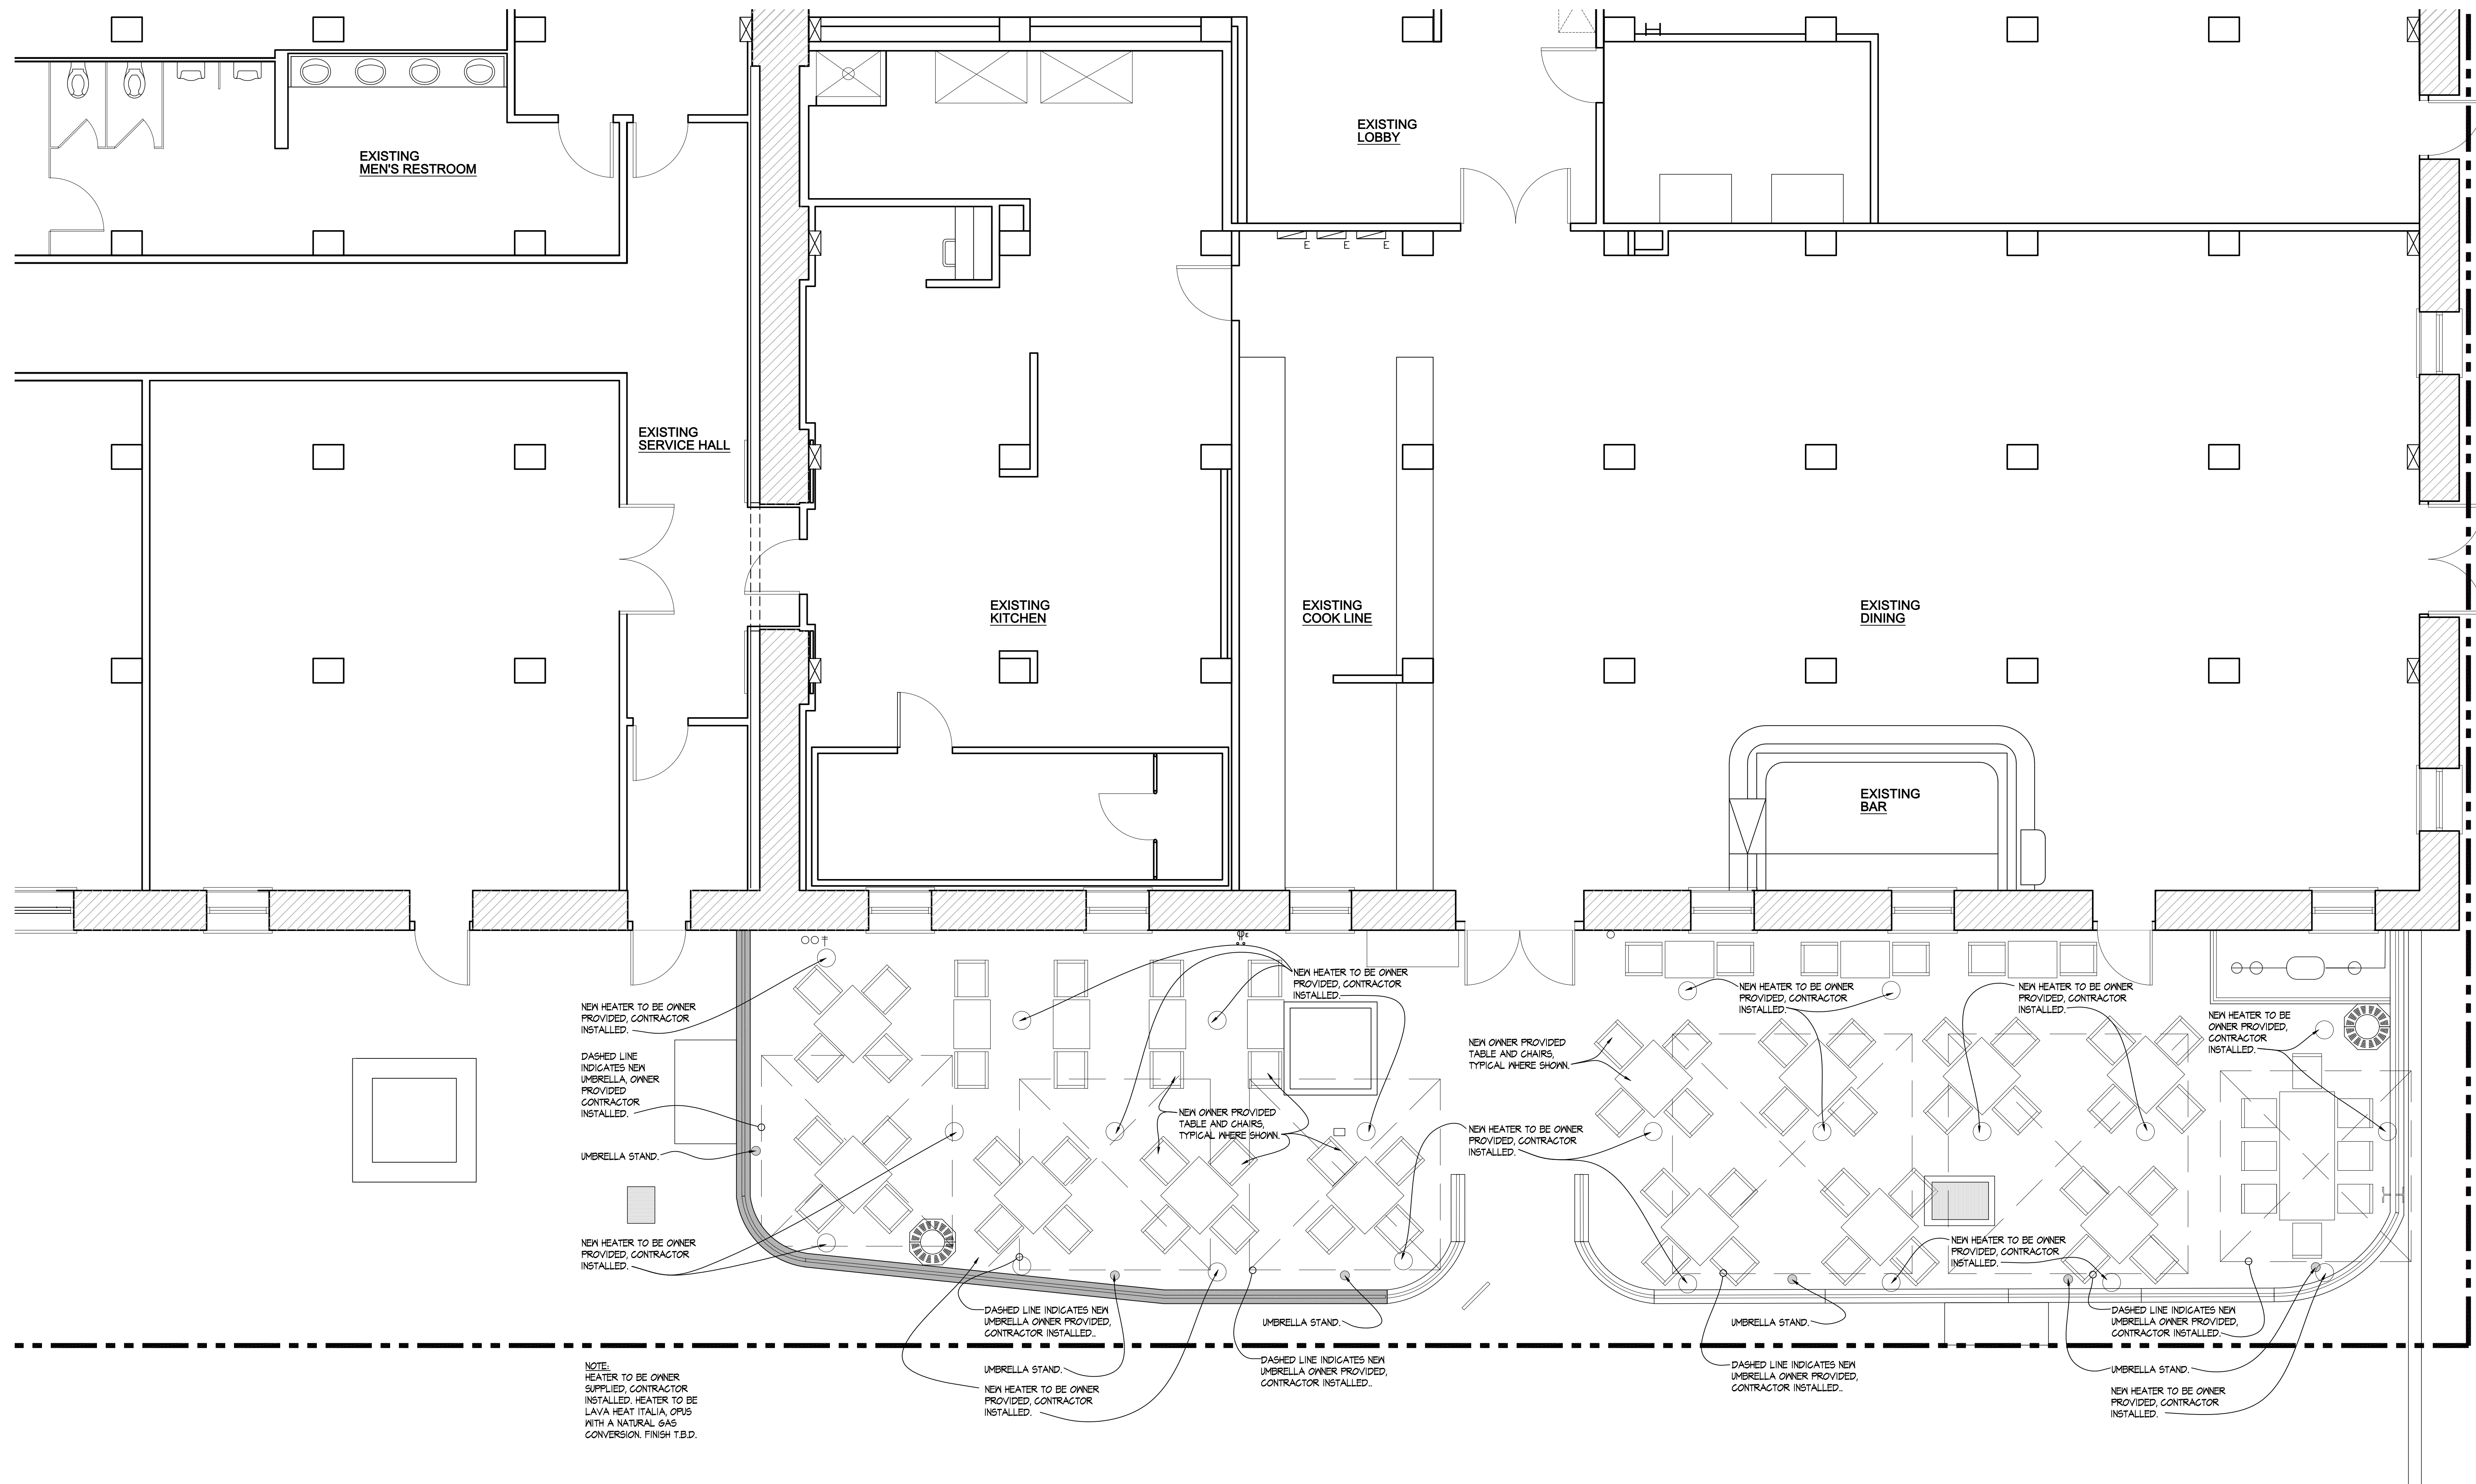 EXISTING
MEN'S RESTROOM
EXISTING
LOBBY
E
E
E
EXISTING
SERVICE HALL
EXISTING
KITCHEN
EXISTING
COOK LINE
EXISTING
DINING
EXISTING
BAR
E
NEW HEATER TO BE OWNER
PROVIDED, CONTRACTOR
INSTALLED.
NEW HEATER TO BE OWNER
PROVIDED, CONTRACTOR
INSTALLED.
NEW HEATER TO BE OWNER
PROVIDED, CONTRACTOR
INSTALLED.
NEW HEATER TO BE OWNER
PROVIDED, CONTRACTOR
INSTALLED.
NEW HEATER TO BE
OWNER PROVIDED,
CONTRACTOR
INSTALLED.
DASHED LINE
INDICATES NEW
UMBRELLA, OWNER
PROVIDED
CONTRACTOR
INSTALLED.
NEW OWNER PROVIDED
TABLE AND CHAIRS,
TYPICAL WHERE SHOWN.
NEW OWNER PROVIDED
TABLE AND CHAIRS,
TYPICAL WHERE SHOWN.
NEW HEATER TO BE OWNER
PROVIDED, CONTRACTOR
INSTALLED.
UMBRELLA STAND.
NEW HEATER TO BE OWNER
PROVIDED, CONTRACTOR
INSTALLED.
NEW HEATER TO BE OWNER
PROVIDED, CONTRACTOR
INSTALLED.
DASHED LINE INDICATES NEW
UMBRELLA OWNER PROVIDED,
CONTRACTOR INSTALLED..
UMBRELLA STAND.
UMBRELLA STAND.
DASHED LINE INDICATES NEW
UMBRELLA OWNER PROVIDED,
CONTRACTOR INSTALLED.
NOTE:
HEATER TO BE OWNER
SUPPLIED, CONTRACTOR
INSTALLED. HEATER TO BE
LAVA HEAT ITALIA, OPUS
WITH A NATURAL GAS
CONVERSION. FINISH T.B.D.
UMBRELLA STAND.
NEW HEATER TO BE OWNER
PROVIDED, CONTRACTOR
INSTALLED.
DASHED LINE INDICATES NEW
UMBRELLA OWNER PROVIDED,
CONTRACTOR INSTALLED..
DASHED LINE INDICATES NEW
UMBRELLA OWNER PROVIDED,
CONTRACTOR INSTALLED..
UMBRELLA STAND.
NEW HEATER TO BE OWNER
PROVIDED, CONTRACTOR
INSTALLED.